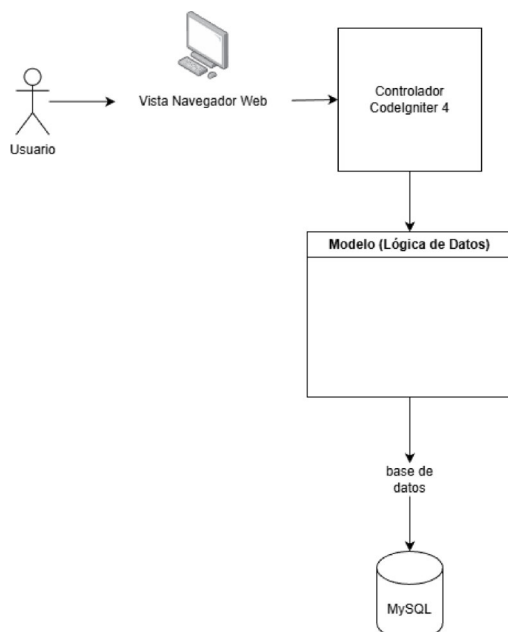 Usuario
Vista Navegador Web
Controlador
CodeIgniter 4
Modelo (Lógica de Datos)
base de
datos
MySQL